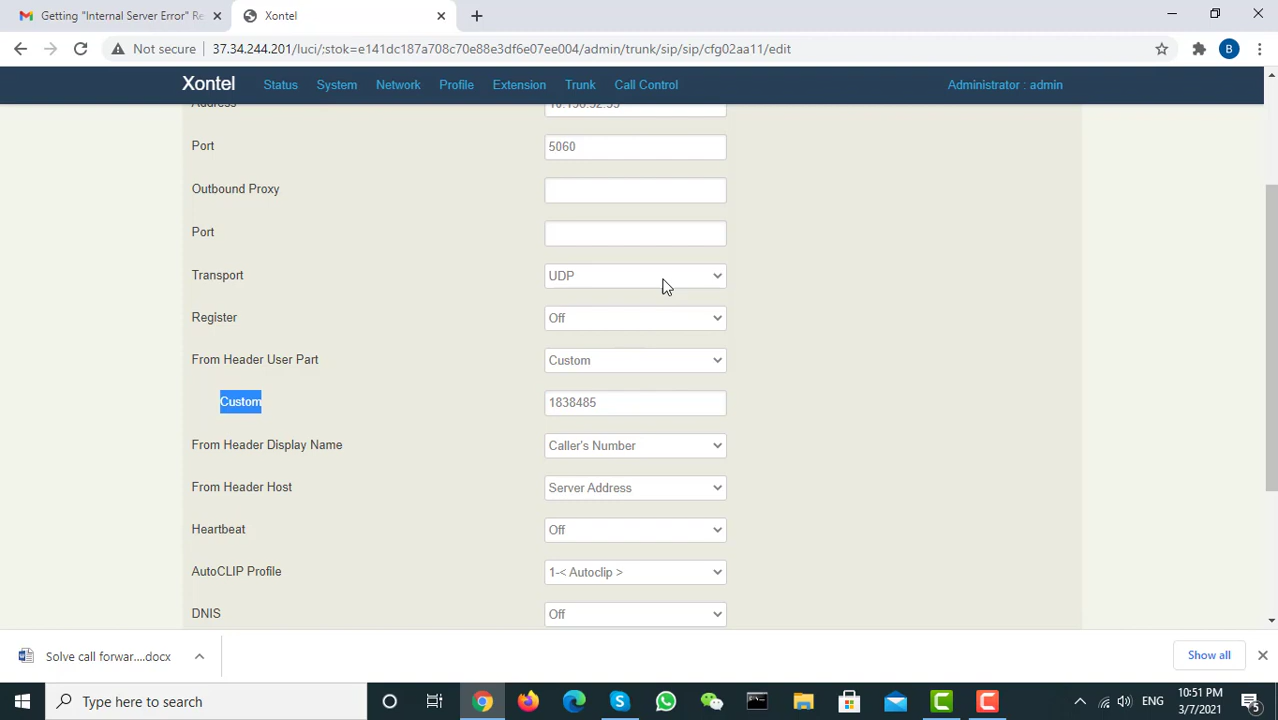 Getting "Internal Server Error" Re
Xontel
Not secure
37.34.244.201/luci/;stok=e141dc187a708c70e88e3df6e07ee004/admin/trunk/sip/sip/cfg02aa11/edit
B
Xontel
Status
System
Network
Profile
Extension
Trunk
Call Control
Administrator : admin
Address
Port
5060
Outbound Proxy
Port
Transport
UDP
Register
Off
From Header User Part
Custom
Custom
1838485
From Header Display Name
Caller's Number
From Header Host
Server Address
Heartbeat
Off
AutoCLIP Profile
1-< Autoclip >
DNIS
Off
Solve call forwar....docx
Show all
Type here to search
ENG
10:51 PM
3/7/2021
5